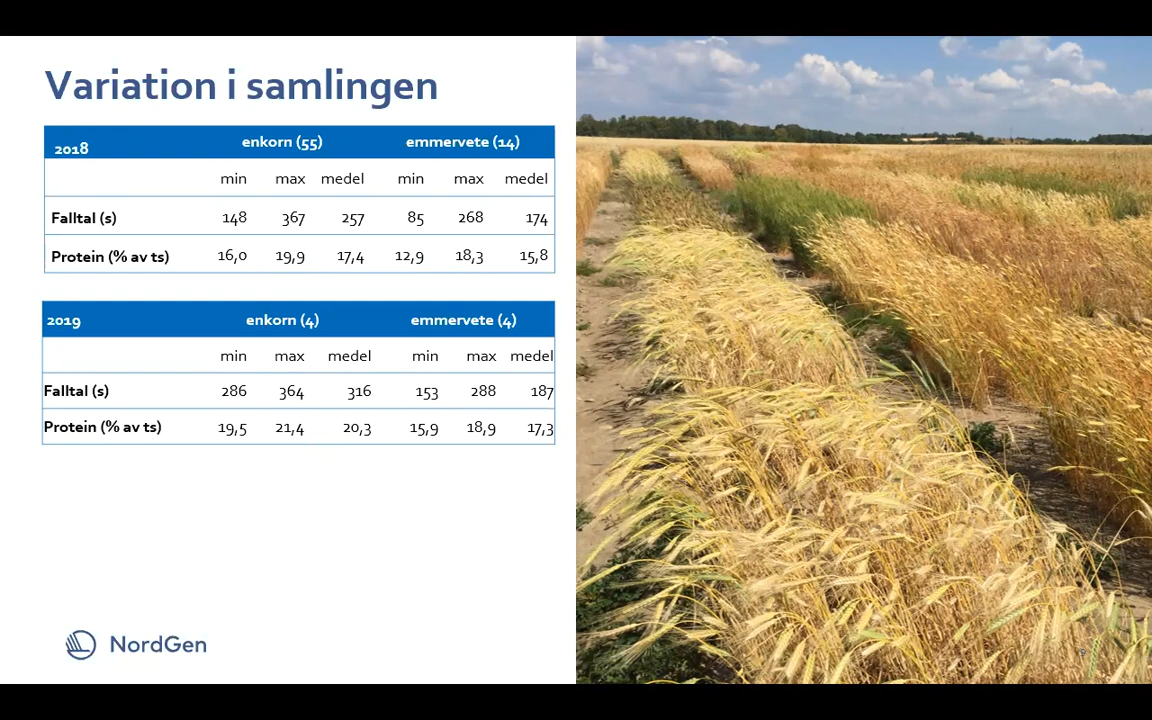 Variation i samlingen
2018 enkorn (55) emmervete (14)
min max medel min max medel
Falltal (s) 148 367 257 85 268 174
Protein (% av ts) 16,0 19,9 17,4 12,9 18,3 15,8
2019 enkorn (4) emmervete (4)
min max medel min max medel
Falltal (s) 286 364 316 153 288 187
Protein (% av ts) 19,5 21,4 20,3 15,9 18,9 17,3
NordGen